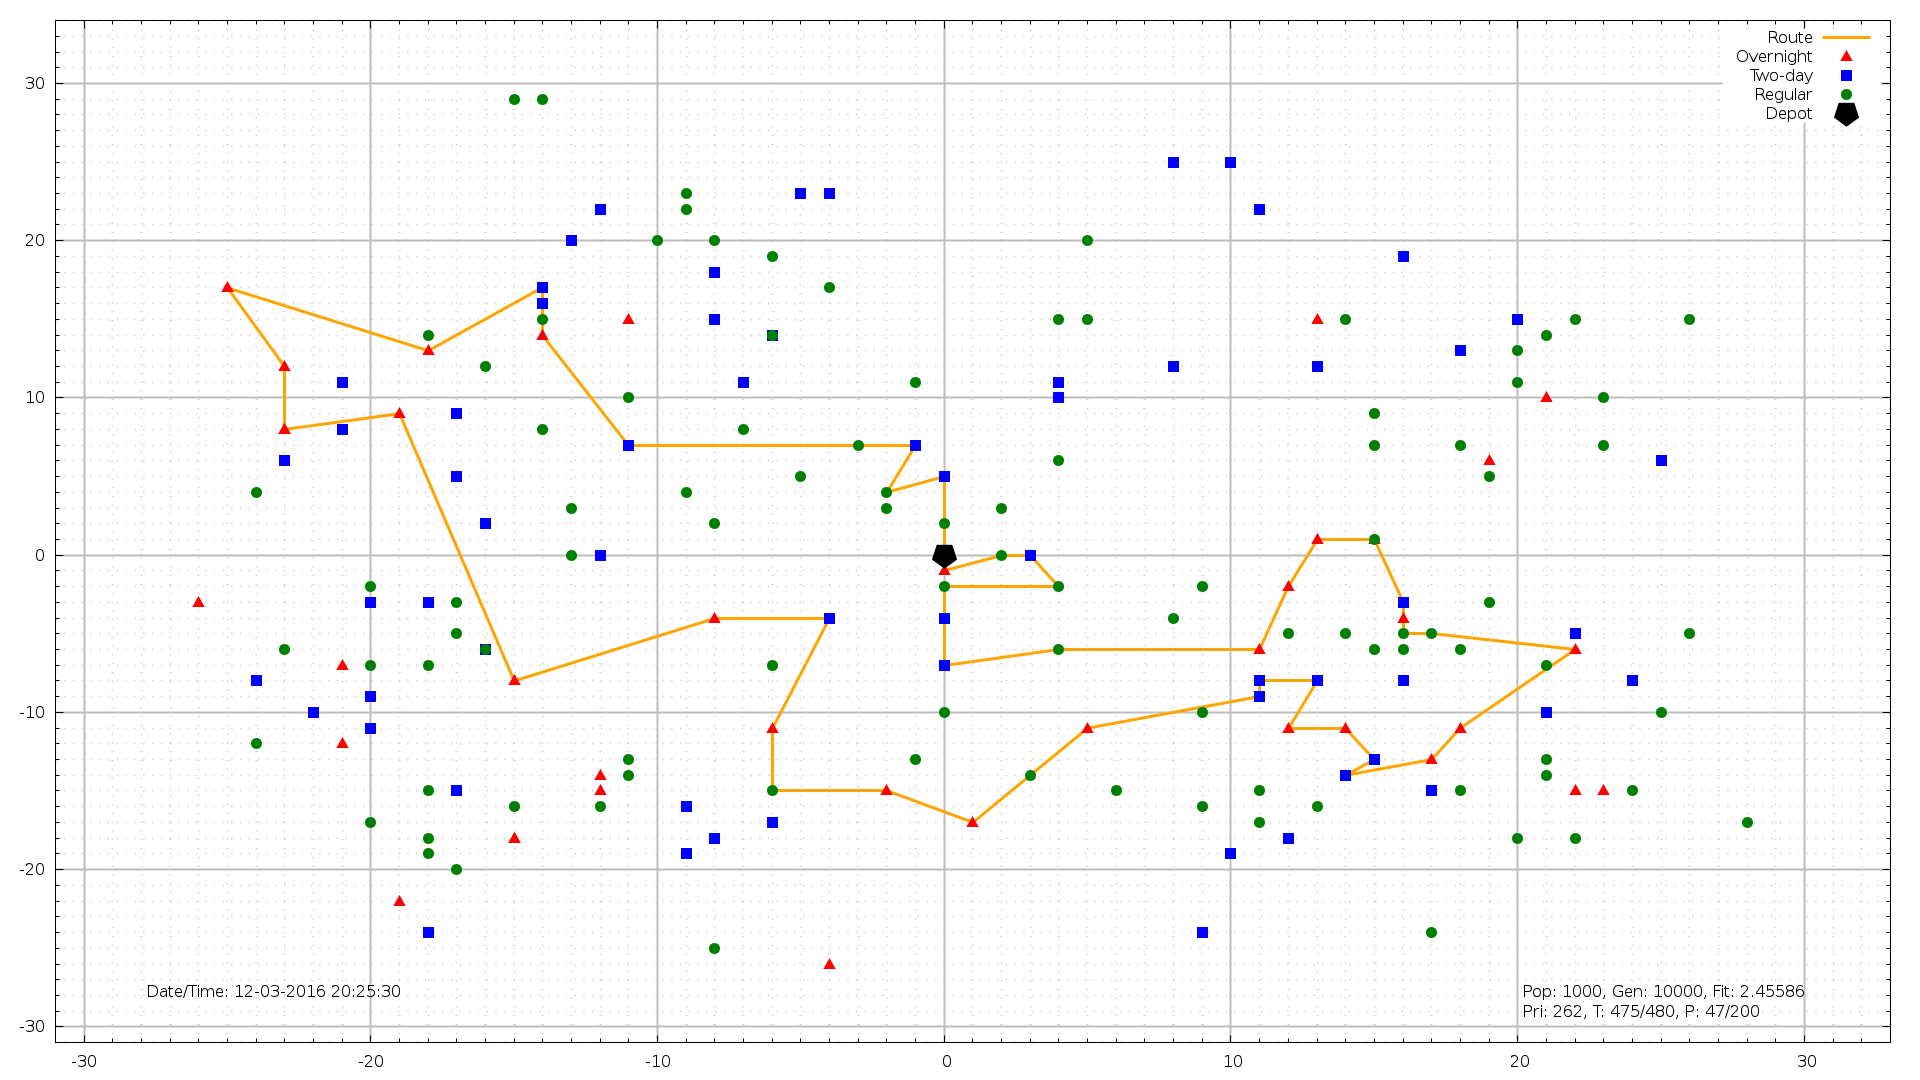 Route
Overnight
Two-day
Regular
Depot
30
20
10
0
-10
-20
-30
Date/Time: 12-03-2016 20:25:30
Pop: 1000, Gen: 10000, Fit: 2.45586
Pri: 262, T: 475/480, P: 47/200
-30 -20 -10 0 10 20 30